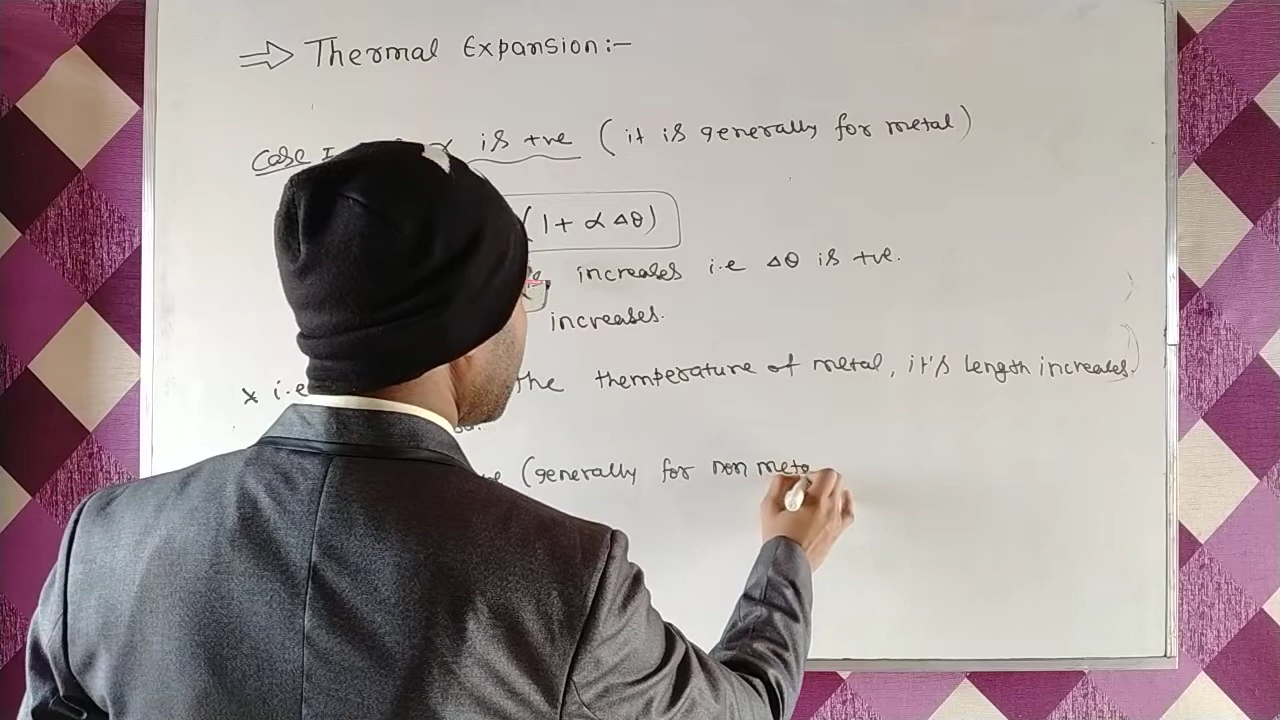 ⇒ Thermal Expansion:-
Case I α is +ve (it is generally for metal)
(1 + α Δθ)
increases i.e Δθ is +ve.
increases.
* i.e the themperature of metal, it's length increases.
(generally for non meta